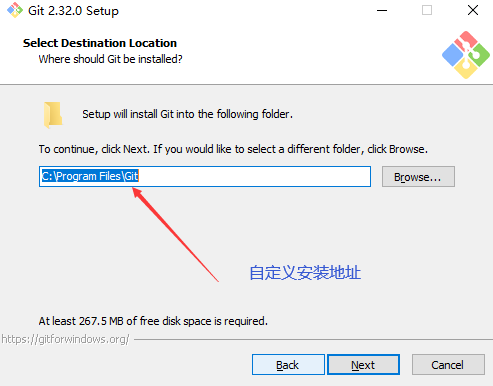 Git 2.32.0 Setup
Select Destination Location
Where should Git be installed?
Setup will install Git into the following folder.
To continue, click Next. If you would like to select a different folder, click Browse.
C:\Program Files\Git
Browse...
自定义安装地址
At least 267.5 MB of free disk space is required.
https://gitforwindows.org/
Back
Next
Cancel